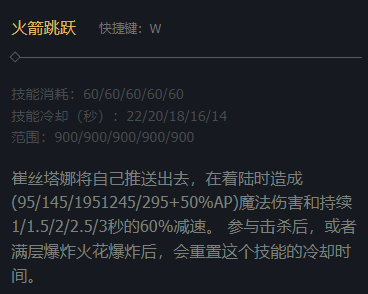 火箭跳跃 快捷键：W
技能消耗：60/60/60/60/60
技能冷却（秒）：22/20/18/16/14
范围：900/900/900/900/900
崔丝塔娜将自己推送出去，在着陆时造成
(95/145/1951245/295+50%AP)魔法伤害和持续
1/1.5/2/2.5/3秒的60%减速。 参与击杀后，或者
满层爆炸火花爆炸后，会重置这个技能的冷却时
间。